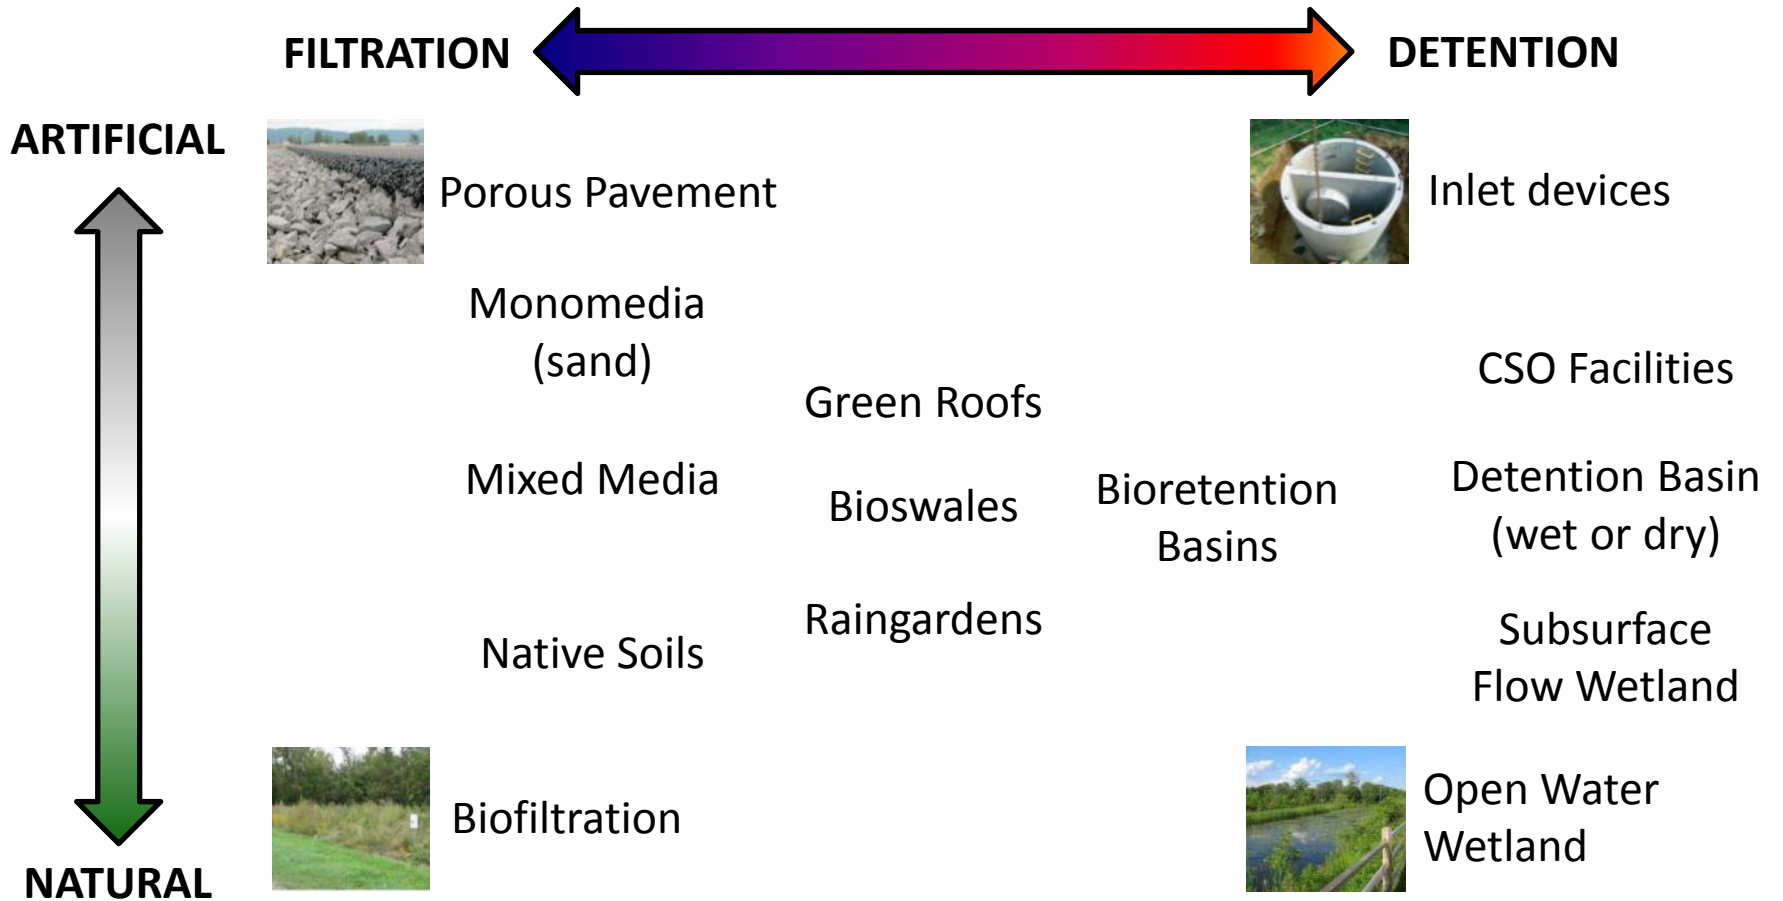 FILTRATION
DETENTION
ARTIFICIAL
Porous Pavement
Inlet devices
Monomedia
(sand)
CSO Facilities
Green Roofs
Mixed Media
Bioswales
Bioretention
Basins
Detention Basin
(wet or dry)
Raingardens
Native Soils
Subsurface
Flow Wetland
Biofiltration
Open Water
Wetland
NATURAL